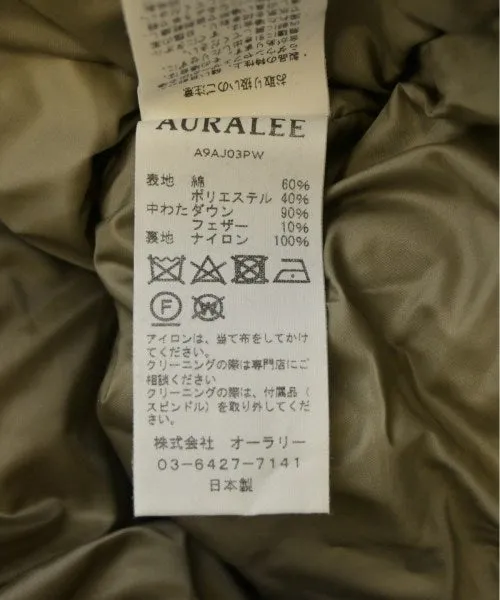 お取り扱いのご注意
AURALEE
A9AJ03PW
表地 綿 60%
ポリエステル 40%
中わた ダウン 90%
フェザー 10%
裏地 ナイロン 100%
F
W
アイロンは、当て布をしてかけ
てください。
クリーニングの際は専門店にご
相談ください
クリーニングの際は、付属品(
スピンドル)を取り外してくだ
さい。
株式会社 オーラリー
03-6427-7141
日本製